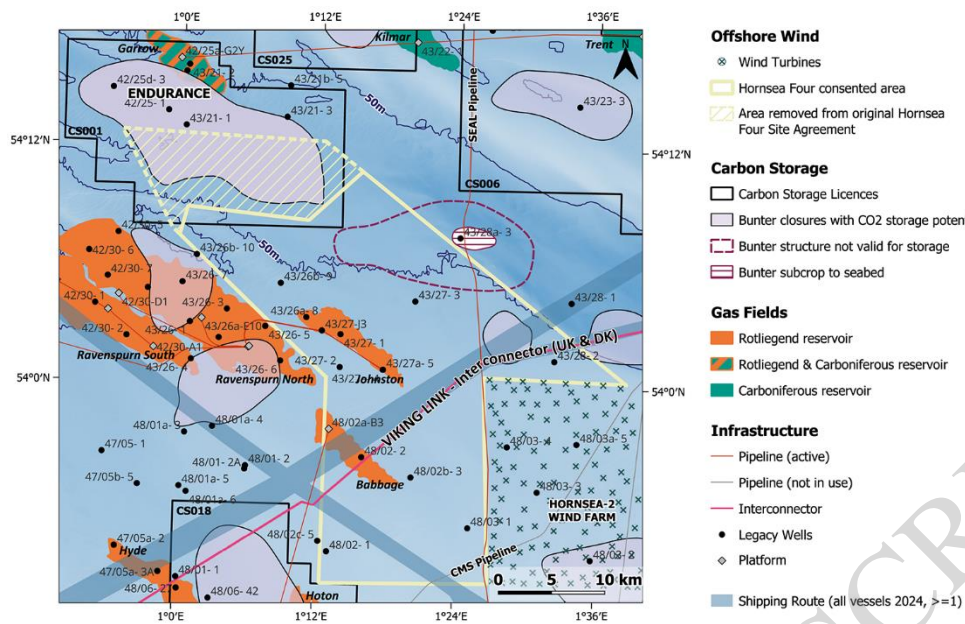 1°0'E
1°12'E
1°24'E
1°36'E
Garrow
42/25a-G2Y
Kilmar
43/22- 1
Trent
N
43/21- 2
CS025
42/25d- 3
ENDURANCE
43/21b- 5
50m
SEAL Pipeline
42/25- 1
43/21- 3
43/23- 3
43/21- 1
54°12'N
CS001
54°12'N
CS006
43/28a- 3
42/30- 6
43/26b- 10
50m
42/30- 7
43/26b- 9
42/30- 1
42/30-D1
43/26- 3
43/27- 3
43/28- 1
43/26a- 8
42/30- 2
43/26- 1
43/26a-E10
43/26- 5
43/27-J3
43/27- 1
42/30-A1
Ravenspurn South
43/26- 4
43/26- 6
43/27- 2
43/27a- 5
43/28- 2
54°0'N
Ravenspurn North
Johnston
54°0'N
VIKING LINK - Interconnector (UK & DK)
48/01a- 3
48/01a- 4
48/02a-B3
47/05- 1
48/01- 2A
48/01- 2
48/02- 2
48/03- 4
48/03a- 5
47/05b- 5
48/01a- 5
Babbage
48/02b- 3
48/01a- 6
48/03- 3
CS018
HORNSEA-2
WIND FARM
48/03- 1
47/05a- 2
48/02c- 5
48/02- 1
Hyde
CMS Pipeline
47/05a- 3A
48/01- 1
48/06- 42
Hoton
0 5 10 km
1°0'E
1°12'E
1°24'E
1°36'E
Offshore Wind
Wind Turbines
Hornsea Four consented area
Area removed from original Hornsea
Four Site Agreement
Carbon Storage
Carbon Storage Licences
Bunter closures with CO2 storage poten
Bunter structure not valid for storage
Bunter subcrop to seabed
Gas Fields
Rotliegend reservoir
Rotliegend & Carboniferous reservoir
Carboniferous reservoir
Infrastructure
Pipeline (active)
Pipeline (not in use)
Interconnector
Legacy Wells
Platform
Shipping Route (all vessels 2024, >=1)